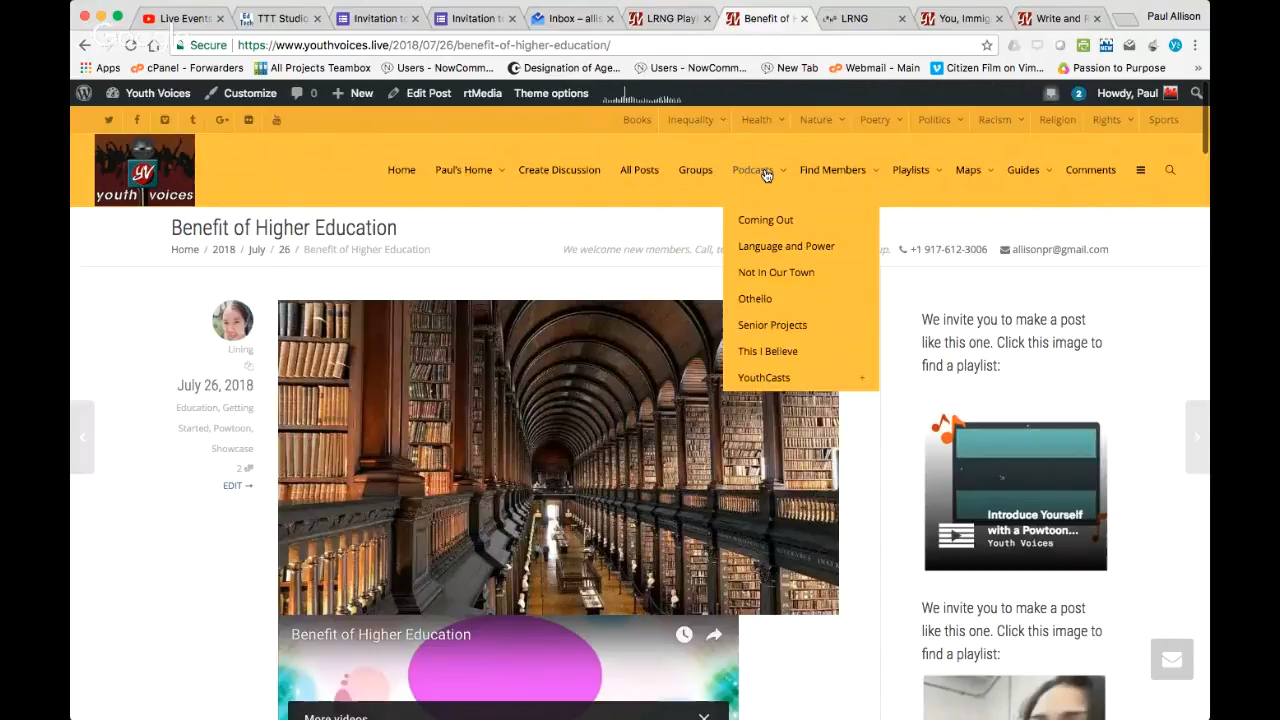 Live Events
TTT Studio
Invitation to
Invitation to
Inbox – allis
LRNG Play
Benefit of H
LRNG
You, Immig
Write and R
Paul Allison
Google
Secure
https://www.youthvoices.live/2018/07/26/benefit-of-higher-education/
Apps
cPanel - Forwarders
All Projects Teambox
Users - NowComm...
Designation of Age...
Users - NowComm...
New Tab
Webmail - Main
Citizen Film on Vim...
Passion to Purpose
Youth Voices
Customize
0
New
Edit Post
rtMedia
Theme options
2
Howdy, Paul
Books
Inequality
Health
Nature
Poetry
Politics
Racism
Religion
Rights
Sports
YV
youth voices
Home
Paul's Home
Create Discussion
All Posts
Groups
Podcasts
Find Members
Playlists
Maps
Guides
Comments
Coming Out
Language and Power
Not In Our Town
Othello
Senior Projects
This I Believe
YouthCasts +
Benefit of Higher Education
Home / 2018 / July / 26 / Benefit of Higher Education
We welcome new members. Call, te
up.
+1 917-612-3006
allisonpr@gmail.com
Lining
July 26, 2018
Education, Getting
Started, Powtoon,
Showcase
2
EDIT →
Benefit of Higher Education
More videos
We invite you to make a post
like this one. Click this image to
find a playlist:
Introduce Yourself
with a Powtoon...
Youth Voices
We invite you to make a post
like this one. Click this image to
find a playlist: